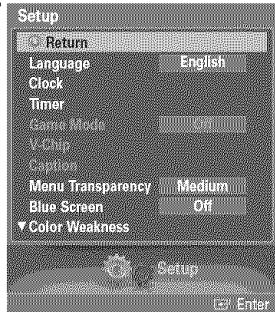 Setup
Return
Language English
Clock
Timer
Game Mode Off
V-Chip
Caption
Menu Transparency Medium
Blue Screen Off
▼Color Weakness
Setup
Enter